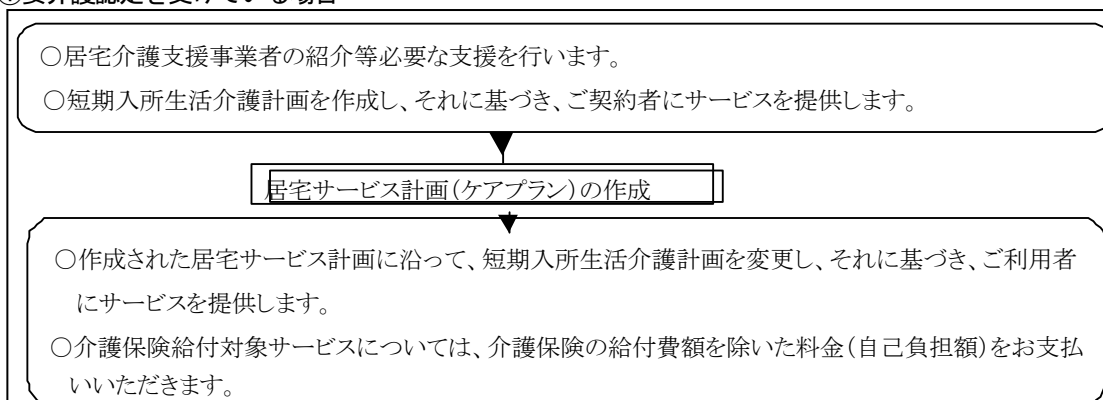 ○居宅介護支援事業者の紹介等必要な支援を行います。
○短期入所生活介護計画を作成し、それに基づき、ご契約者にサービスを提供します。
居宅サービス計画(ケアプラン)の作成
○作成された居宅サービス計画に沿って、短期入所生活介護計画を変更し、それに基づき、ご利用者
にサービスを提供します。
○介護保険給付対象サービスについては、介護保険の給付費額を除いた料金(自己負担額)をお支払
いいただきます。